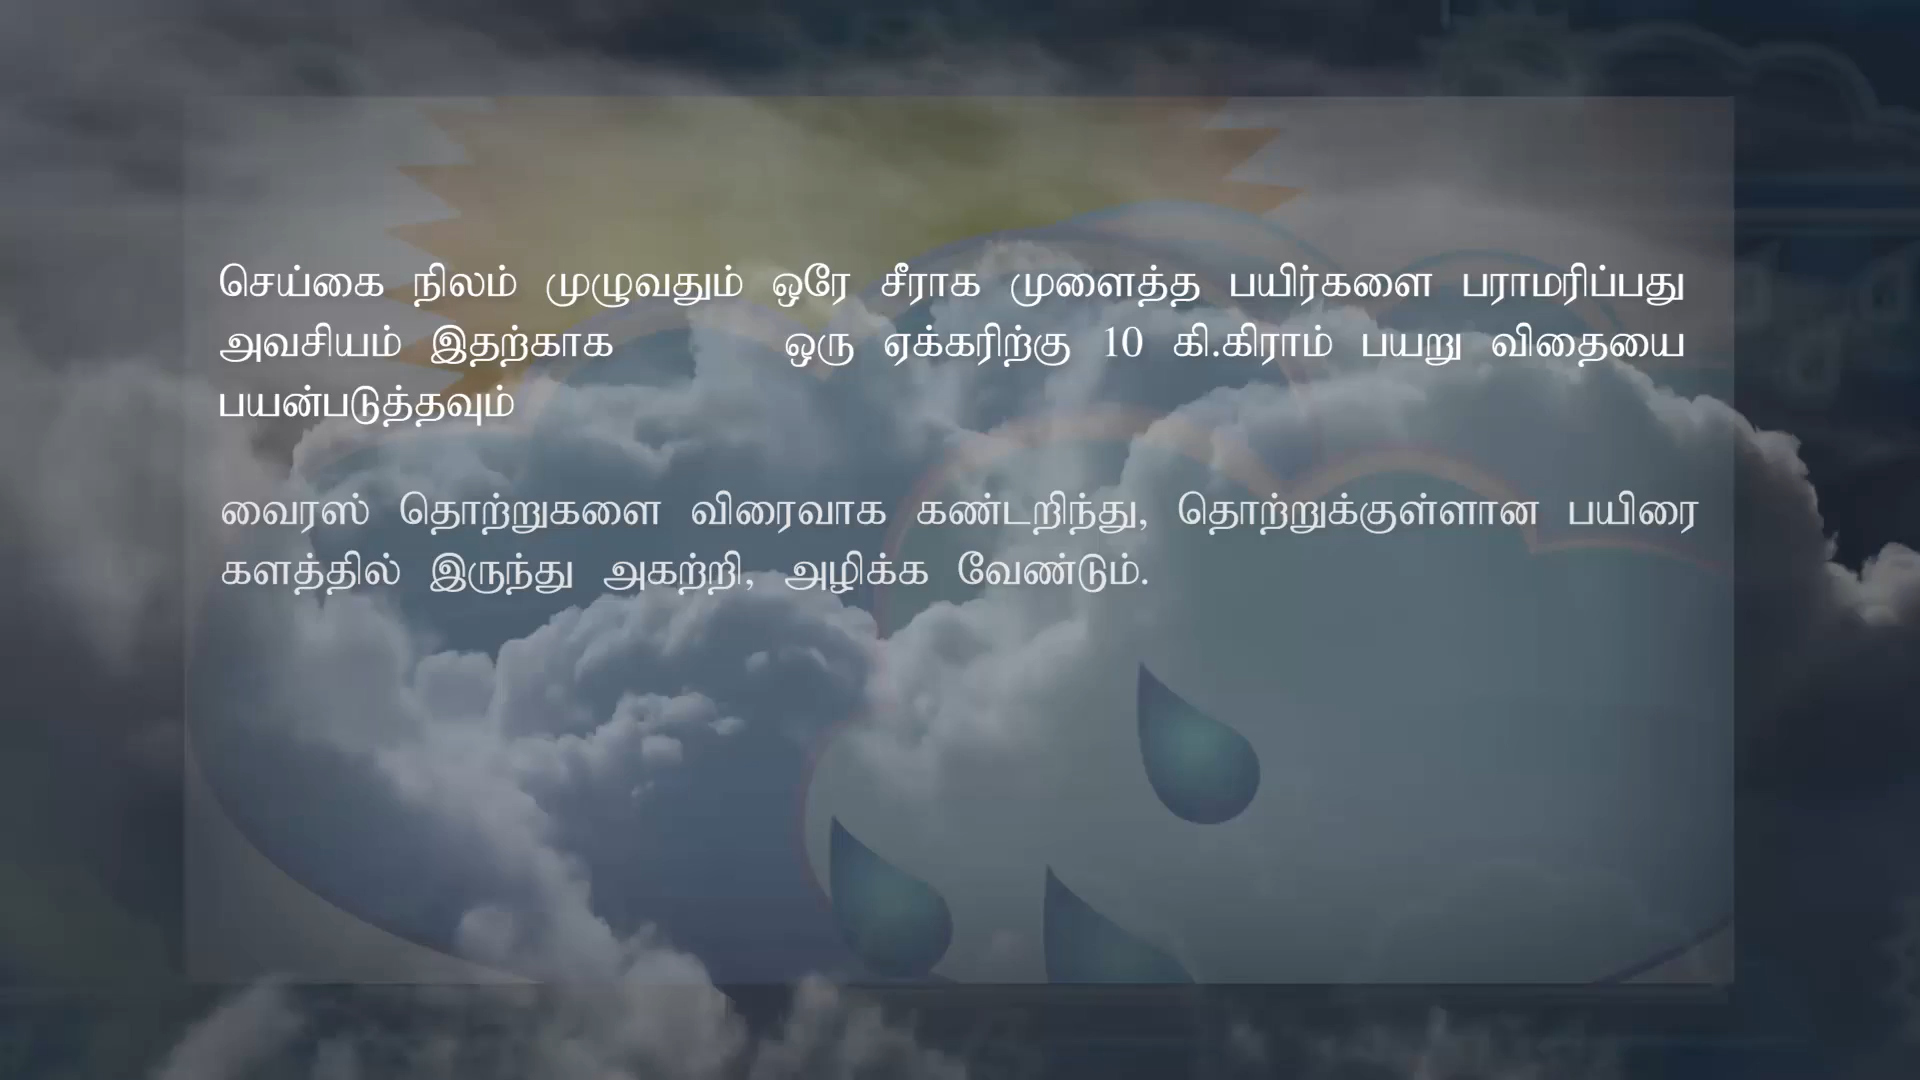 செய்கை நிலம் முழுவதும் ஒரே சீராக முளைத்த பயிர்களை பராமரிப்பது
அவசியம் இதற்காக ஒரு ஏக்கரிற்கு 10 கி.கிராம் பயறு விதையை
பயன்படுத்தவும்
வைரஸ் தொற்றுகளை விரைவாக கண்டறிந்து, தொற்றுக்குள்ளான பயிரை
களத்தில் இருந்து அகற்றி, அழிக்க வேண்டும்.